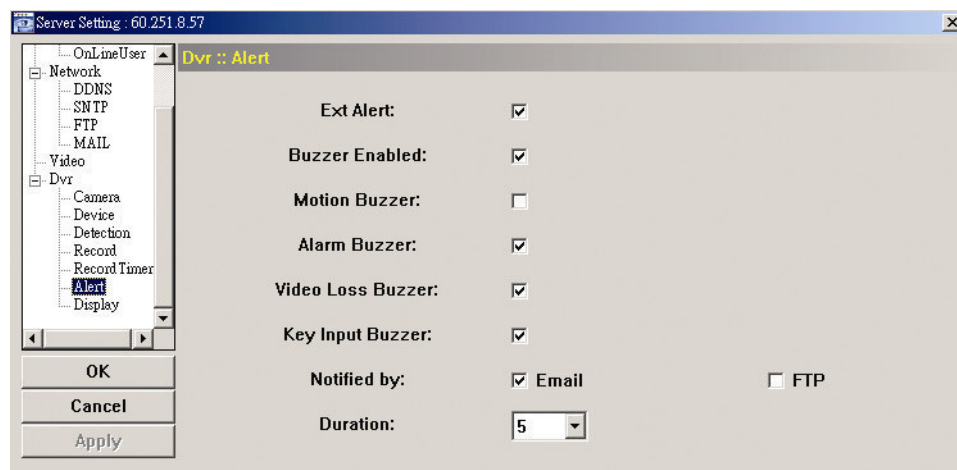 Server Setting : 60.251.8.57
OnLineUser
Network
DDNS
SNTP
FTP
MAIL
Video
Dvr
Camera
Device
Detection
Record
Record Timer
Alert
Display
OK
Cancel
Apply
Dvr :: Alert
Ext Alert:
Buzzer Enabled:
Motion Buzzer:
Alarm Buzzer:
Video Loss Buzzer:
Key Input Buzzer:
Notified by: Email FTP
Duration: 5